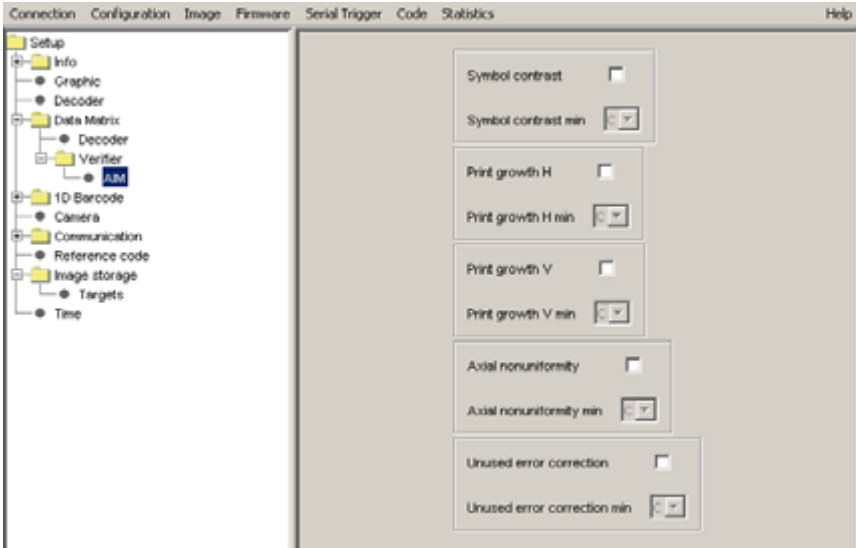 Connection Configuration Image Firmware Serial Trigger Code Statistics Help
Setup
Info
Graphic
Decoder
Data Matrix
Decoder
Verifier
AIM
1D Barcode
Camera
Communication
Reference code
Image storage
Targets
Time
Symbol contrast
Symbol contrast min C
Print growth H
Print growth H min C
Print growth V
Print growth V min C
Axial nonuniformity
Axial nonuniformity min C
Unused error correction
Unused error correction min C